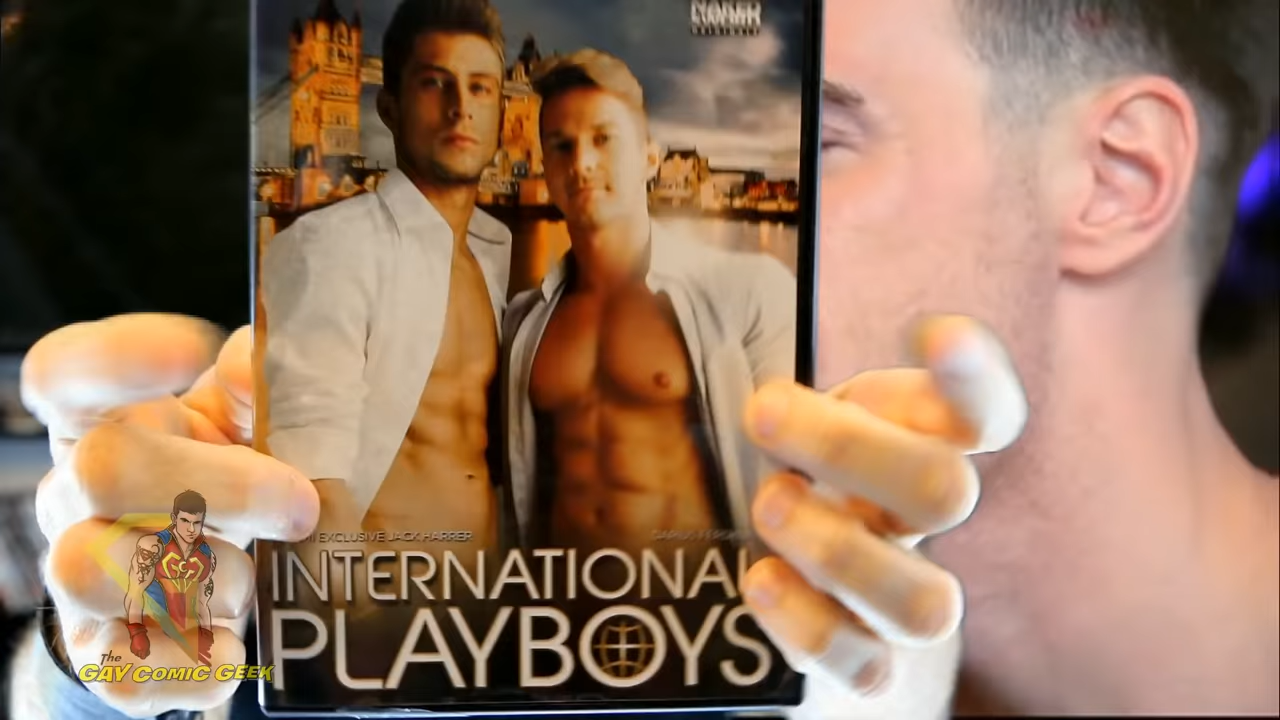 EXCLUSIVE JACK HARRER
INTERNATIONAL
PLAYBOYS
The
GAY COMIC GEEK